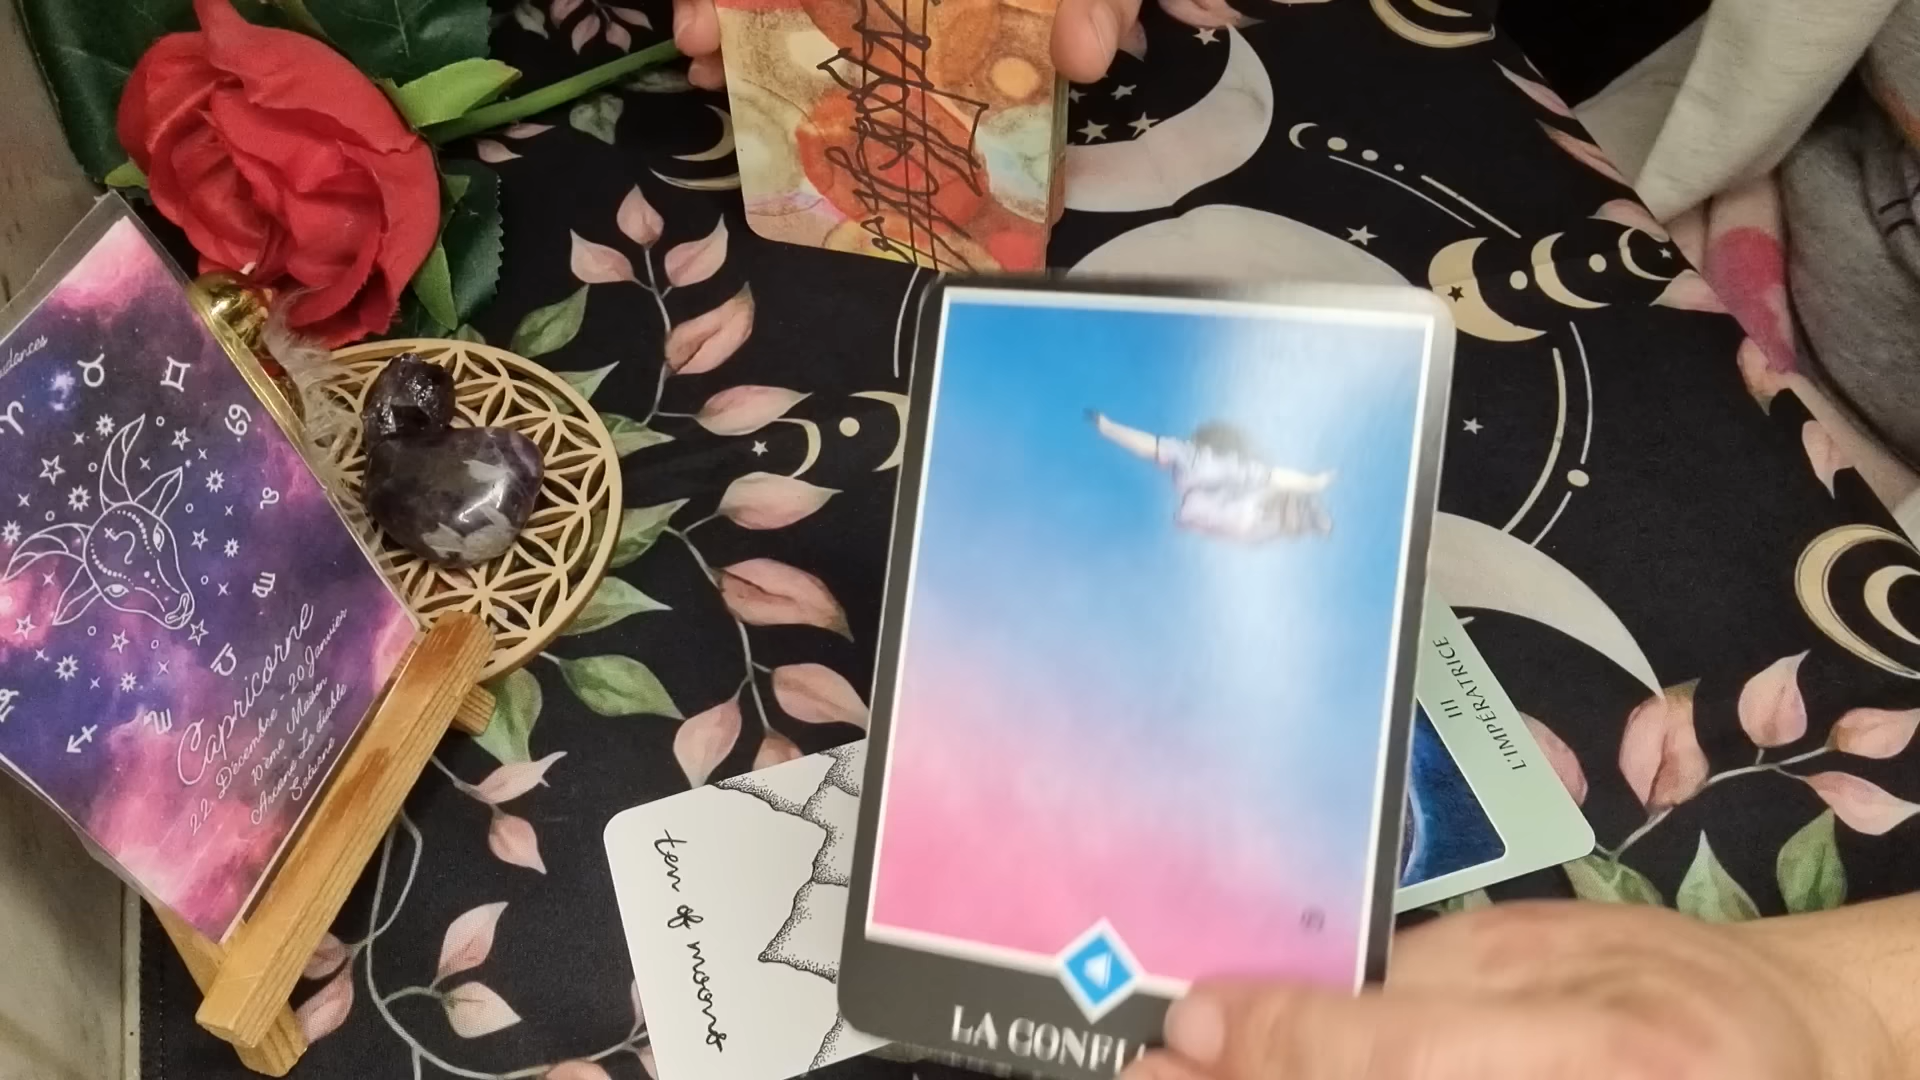 Capricorne
22 Décembre - 20 Janvier
10ème Maison
Arcane Le diable
Saturne
ten of moons
LA CONFI
III
L'IMPÉRATRICE